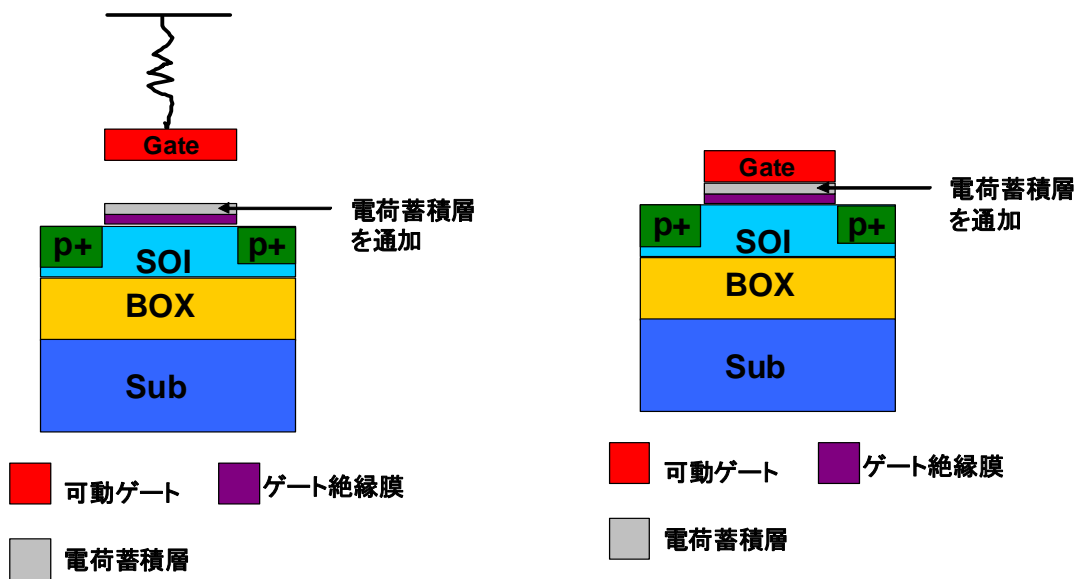 Gate
電荷蓄積層
を通加
p+
p+
SOI
BOX
Sub
可動ゲート
ゲート絶縁膜
電荷蓄積層
Gate
電荷蓄積層
を通加
p+
p+
SOI
BOX
Sub
可動ゲート
ゲート絶縁膜
電荷蓄積層